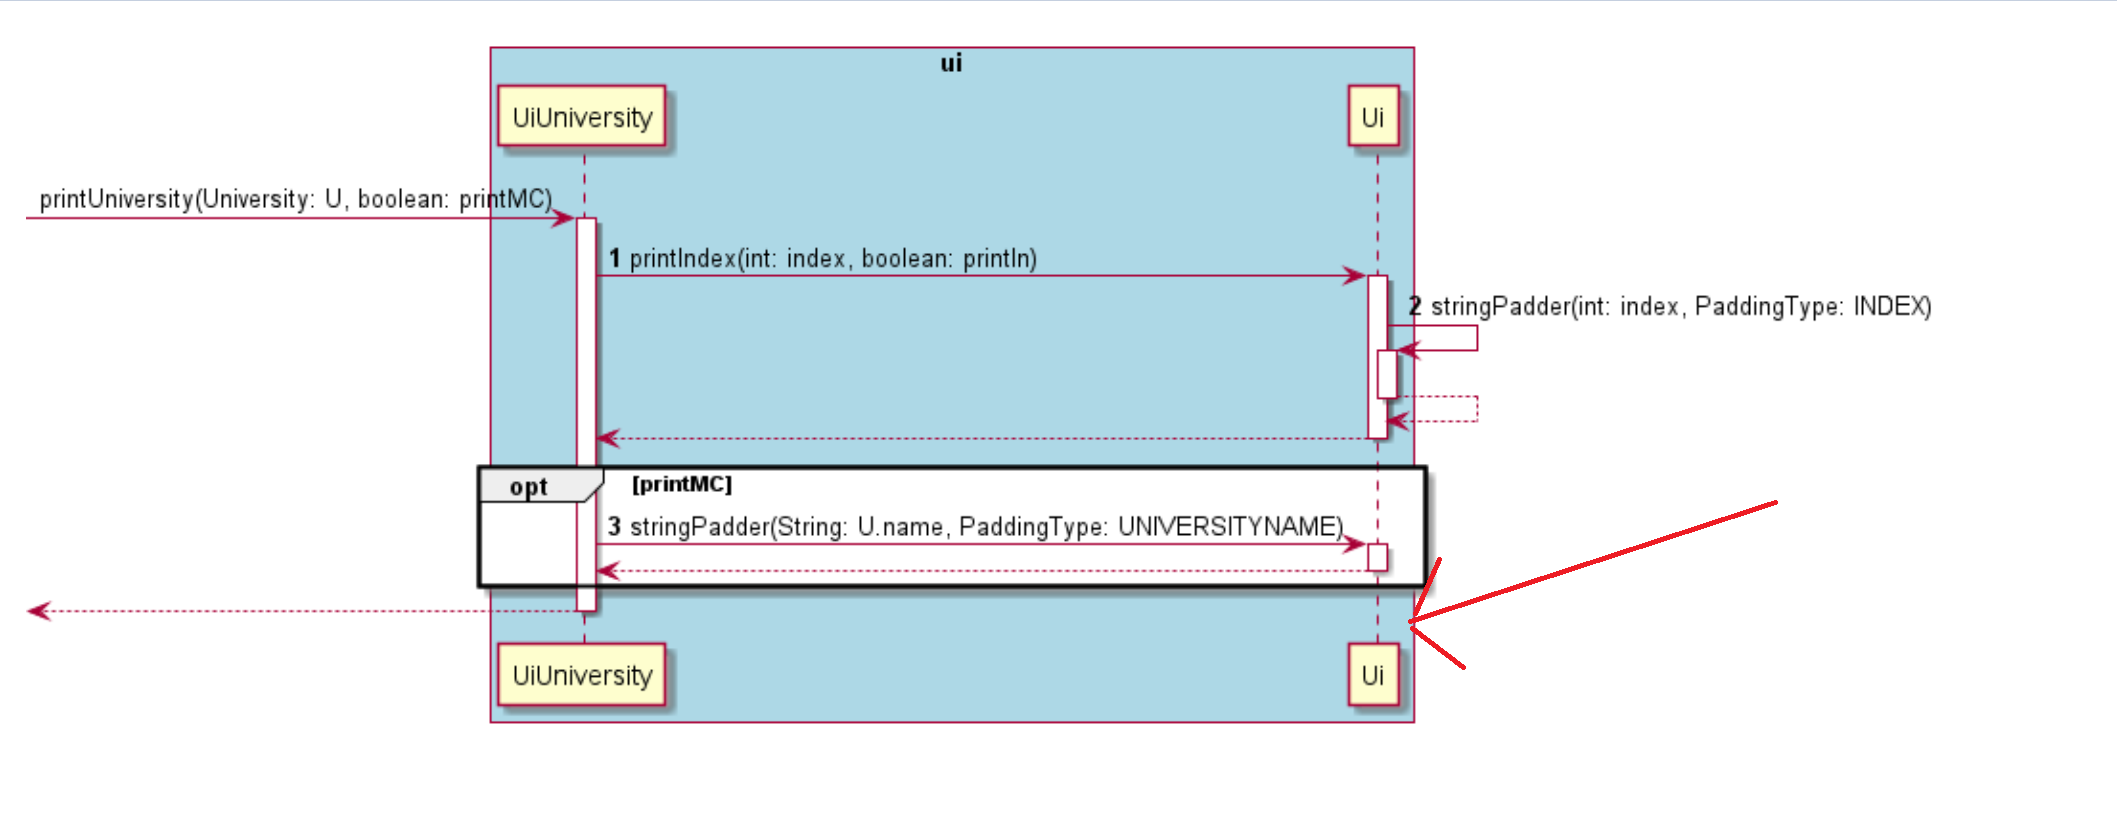 ui
UiUniversity
Ui
printUniversity(University: U, boolean: printMC)
1 printIndex(int: index, boolean: println)
2 stringPadder(int: index, PaddingType: INDEX)
opt [printMC]
3 stringPadder(String: U.name, PaddingType: UNIVERSITYNAME)
UiUniversity
Ui